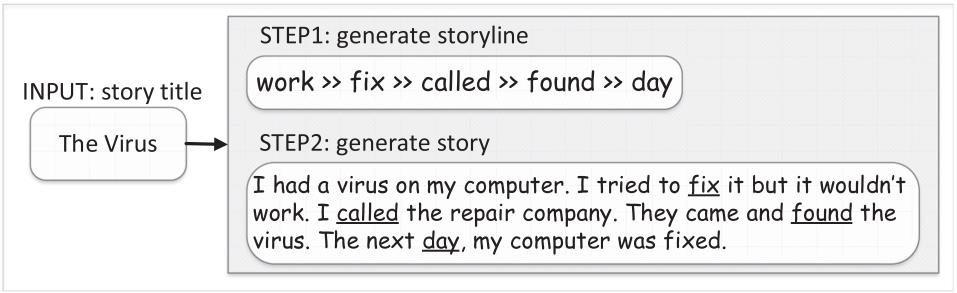 INPUT: story title
The Virus
STEP1: generate storyline
work >> fix >> called >> found >> day
STEP2: generate story
I had a virus on my computer. I tried to fix it but it wouldn't
work. I called the repair company. They came and found the
virus. The next day, my computer was fixed.